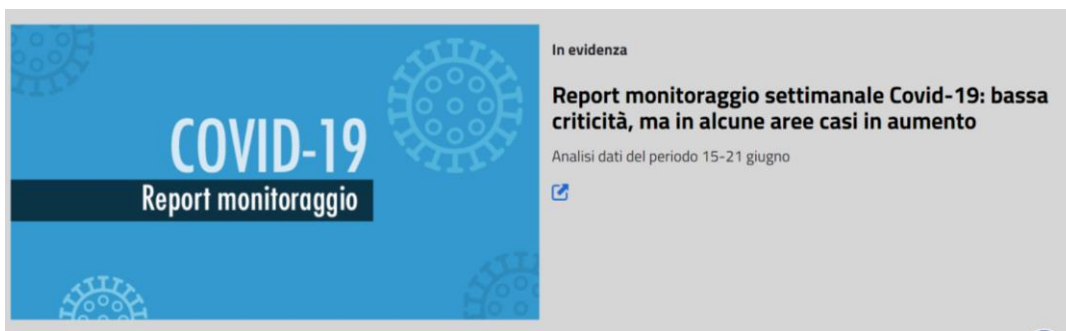 COVID-19
Report monitoraggio
In evidenza
Report monitoraggio settimanale Covid-19: bassa
criticità, ma in alcune aree casi in aumento
Analisi dati del periodo 15-21 giugno